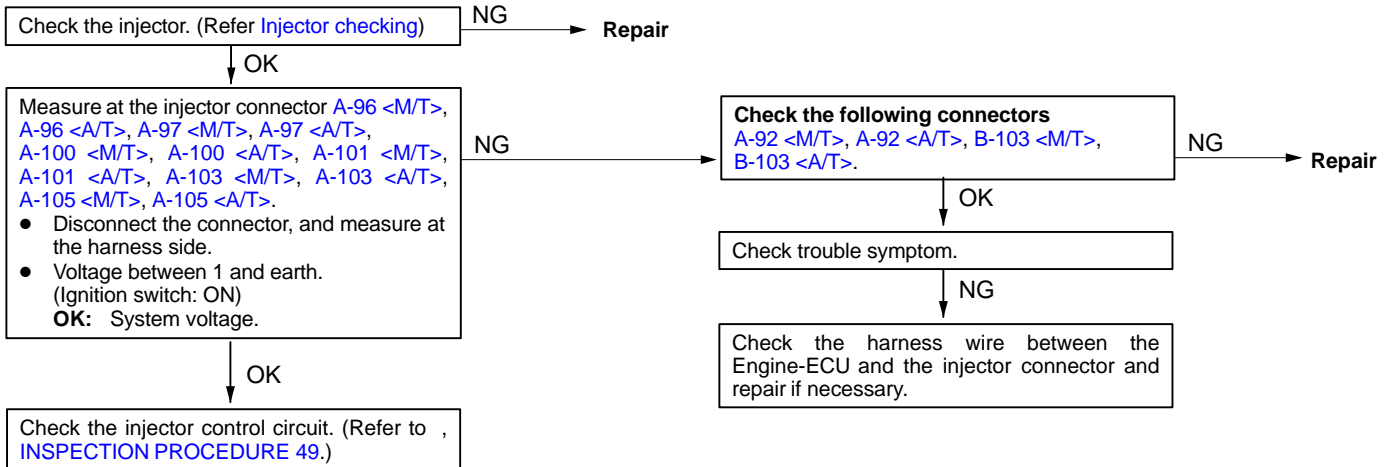 Check the injector. (Refer Injector checking)
NG
Repair
OK
Measure at the injector connector A-96 <M/T>,
A-96 <A/T>, A-97 <M/T>, A-97 <A/T>,
A-100 <M/T>, A-100 <A/T>, A-101 <M/T>,
A-101 <A/T>, A-103 <M/T>, A-103 <A/T>,
A-105 <M/T>, A-105 <A/T>.
● Disconnect the connector, and measure at
the harness side.
● Voltage between 1 and earth.
(Ignition switch: ON)
OK: System voltage.
NG
Check the following connectors
A-92 <M/T>, A-92 <A/T>, B-103 <M/T>,
B-103 <A/T>.
NG
Repair
OK
Check trouble symptom.
NG
Check the harness wire between the
Engine-ECU and the injector connector and
repair if necessary.
OK
Check the injector control circuit. (Refer to ,
INSPECTION PROCEDURE 49.)